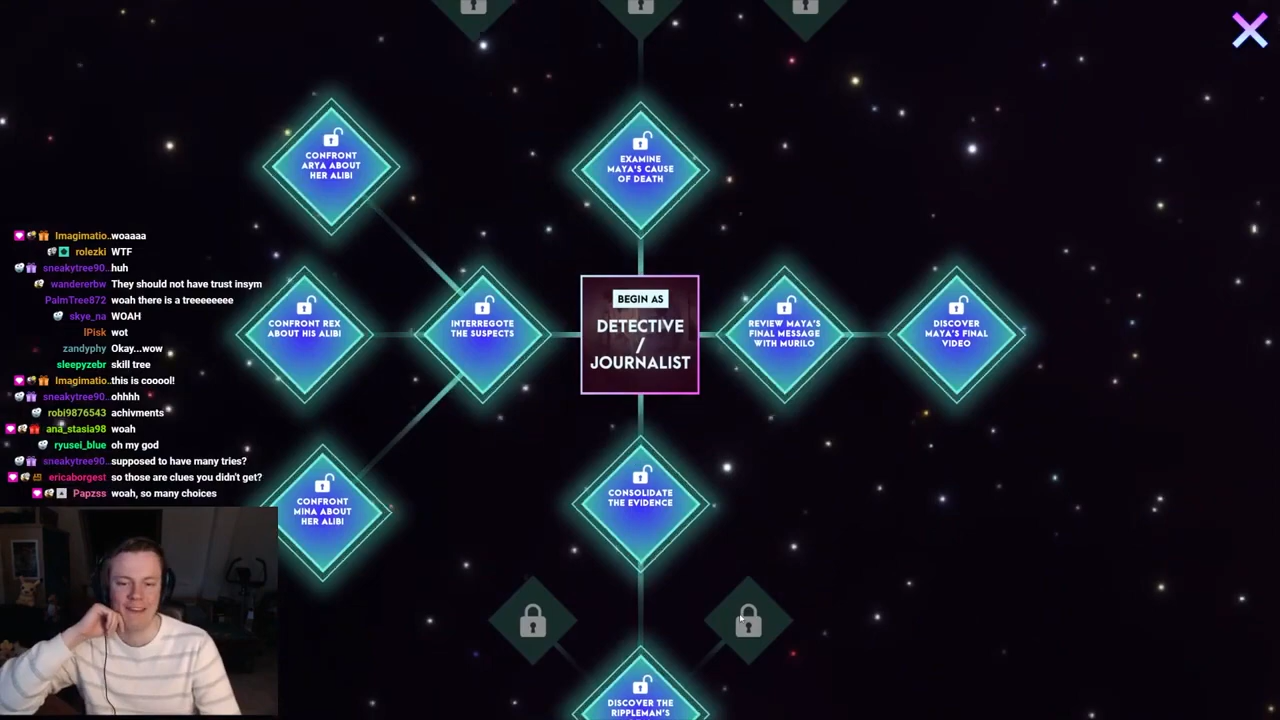 CONFRONT
ARYA ABOUT
HER ALIBI
EXAMINE
MAYA'S CAUSE
OF DEATH
CONFRONT REX
ABOUT HIS ALIBI
INTERREGOTE
THE SUSPECTS
BEGIN AS
DETECTIVE
/
JOURNALIST
REVIEW MAYA'S
FINAL MESSAGE
WITH MURILO
DISCOVER
MAYA'S FINAL
VIDEO
CONFRONT
MINA ABOUT
HER ALIBI
CONSOLIDATE
THE EVIDENCE
DISCOVER THE
RIPPLEMAN'S
Imagimatio.. woaaaa
rolezki WTF
sneakytree90.. huh
wandererbw They should not have trust insym
PalmTree872 woah there is a treeeeeeee
skye_na WOAH
IPisk wot
zandyphy Okay...wow
sleepyzebr skill tree
Imagimatio.. this is cooool!
sneakytree90.. ohhhh
robi9876543 achivments
ana_stasia98 woah
ryusei_blue oh my god
sneakytree90.. supposed to have many tries?
ericaborgest so those are clues you didn't get?
Papzss woah, so many choices